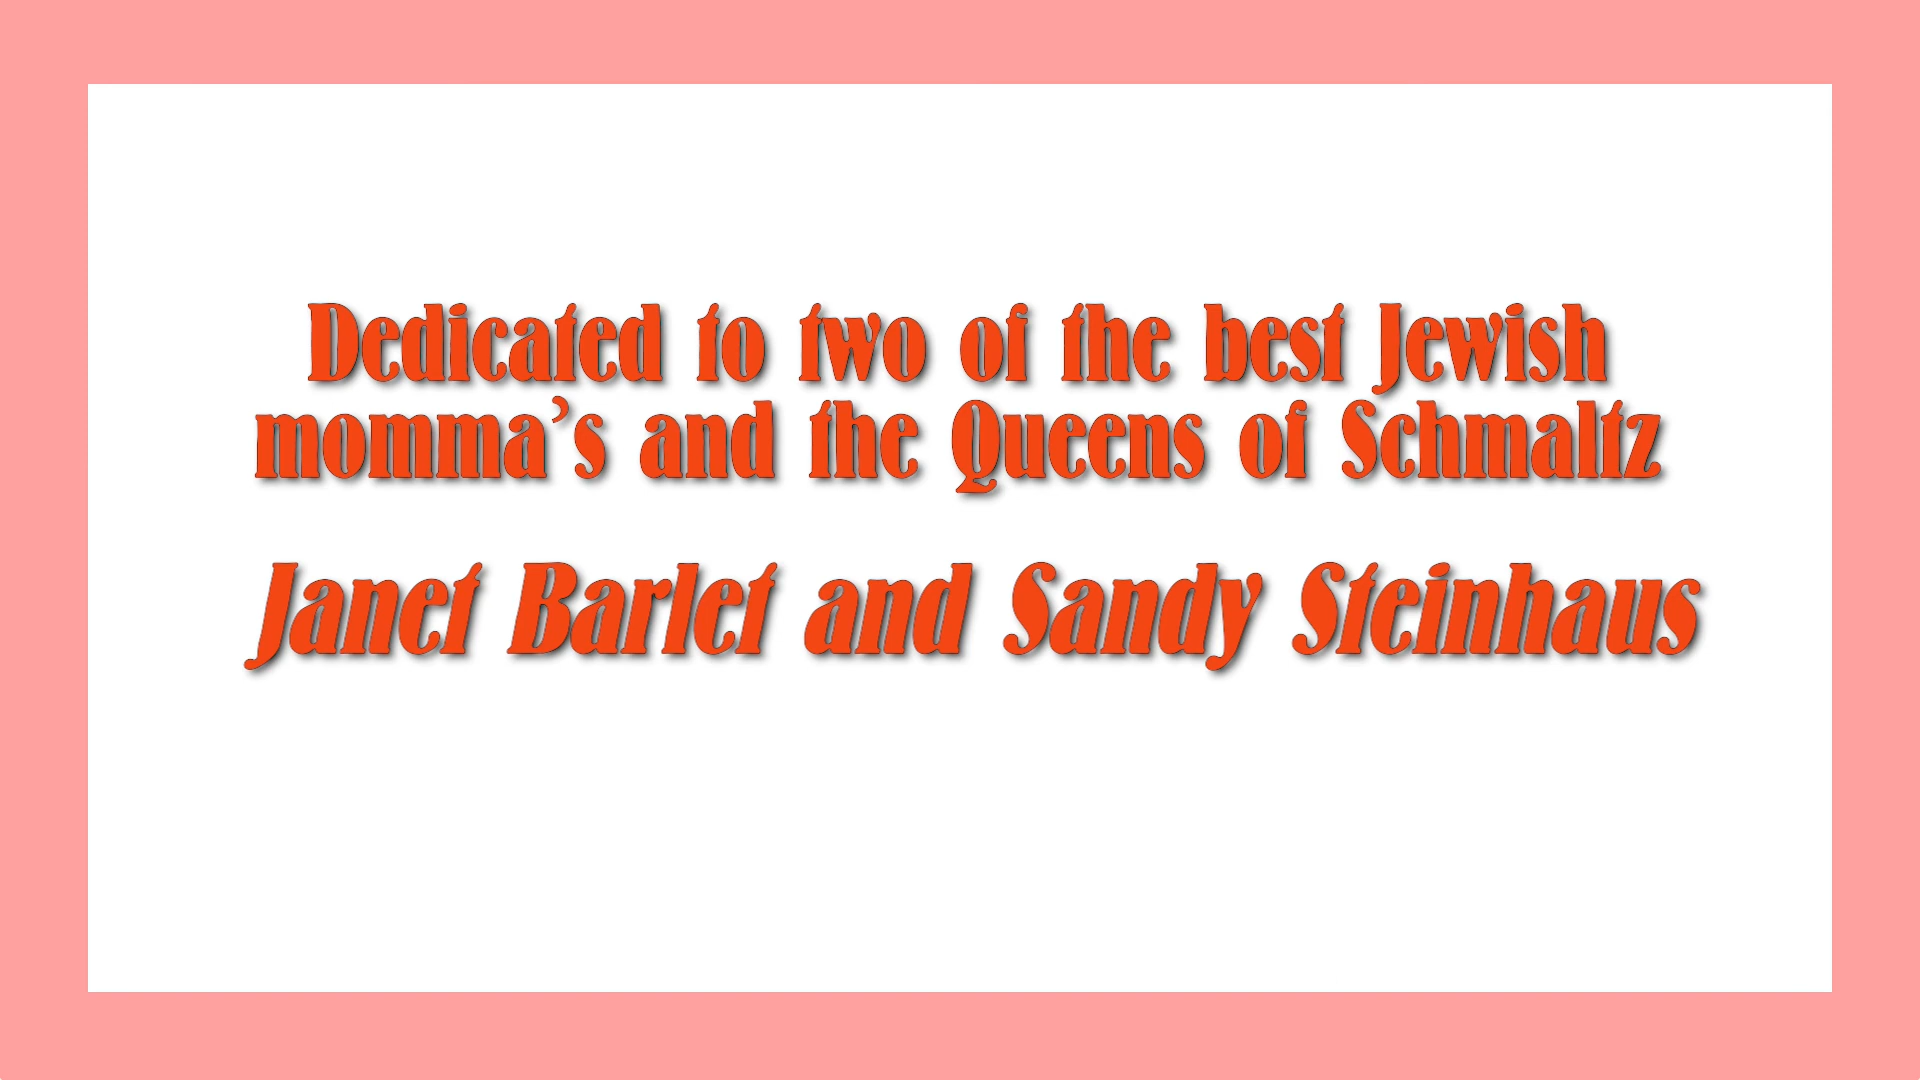 Dedicated to two of the best Jewish
momma’s and the Queens of Schmaltz
Janet Barlet and Sandy Steinhaus